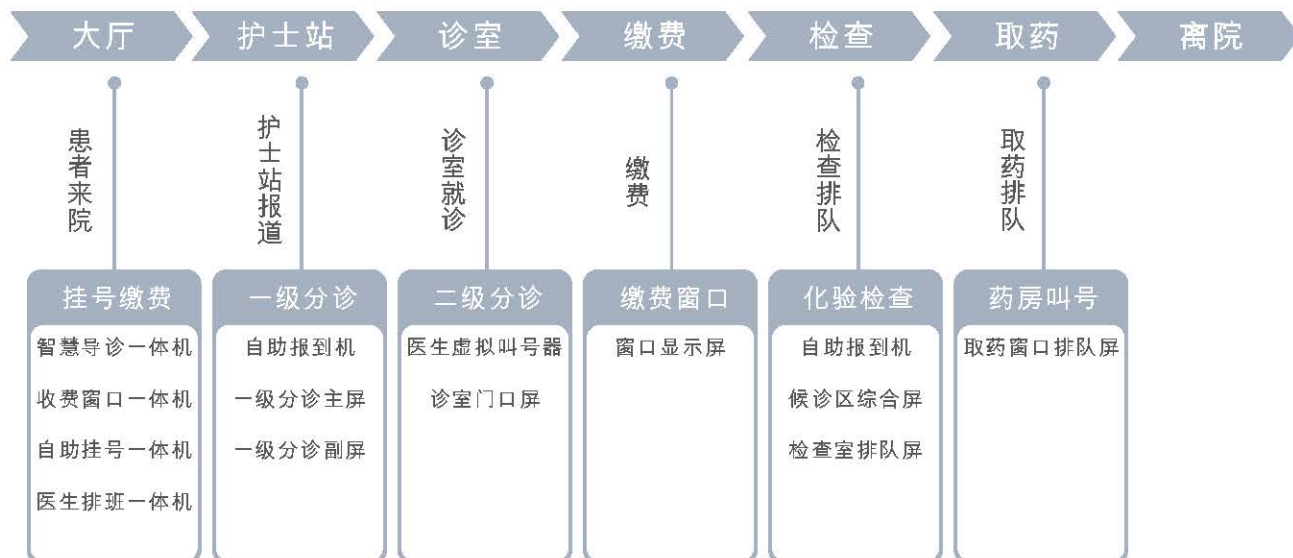 大厅
护士站
诊室
缴费
检查
取药
离院
患者来院
护士站报道
诊室就诊
缴费
检查排队
取药排队
挂号缴费
智慧导诊一体机
收费窗口一体机
自助挂号一体机
医生排班一体机
一级分诊
自助报到机
一级分诊主屏
一级分诊副屏
二级分诊
医生虚拟叫号器
诊室门口屏
缴费窗口
窗口显示屏
化验检查
自助报到机
候诊区综合屏
检查室排队屏
药房叫号
取药窗口排队屏